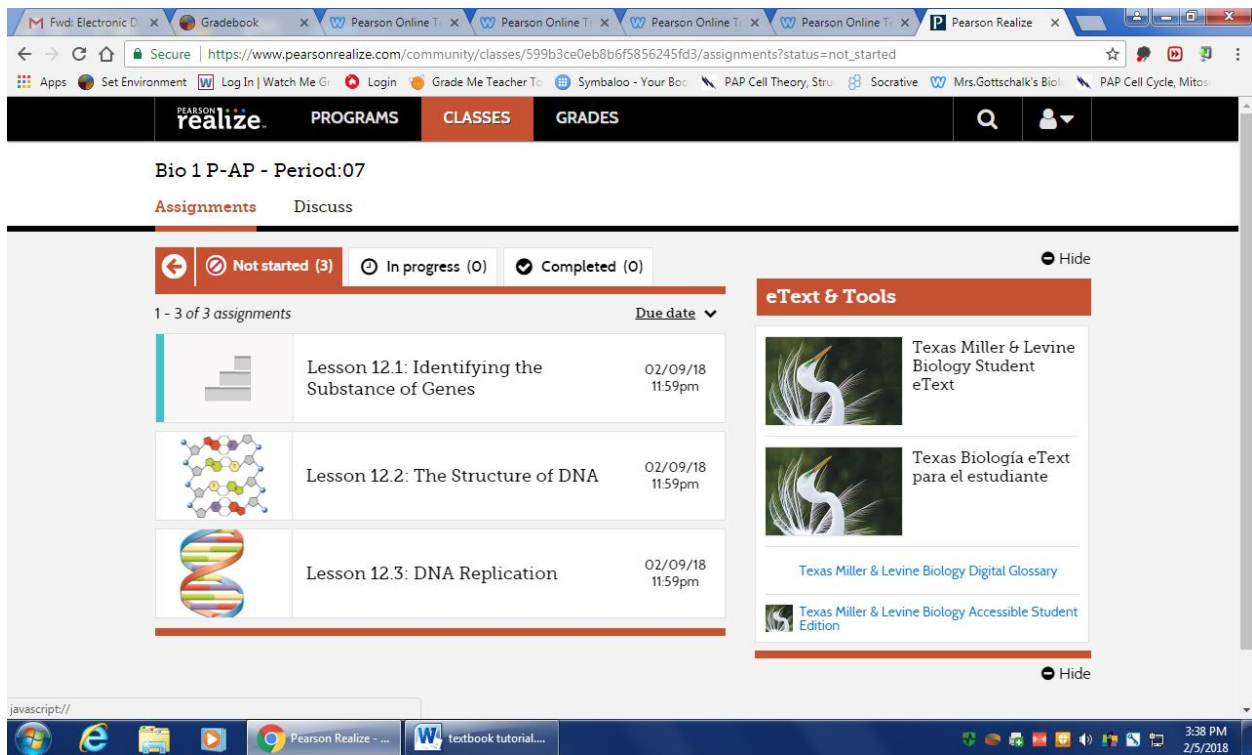 Fwd: Electronic D
Gradebook
Pearson Online Te
Pearson Online Te
Pearson Online Te
Pearson Online Te
Pearson Realize
Secure
https://www.pearsonrealize.com/community/classes/599b3ce0eb8b6f5856245fd3/assignments?status=not_started
Apps
Set Environment
Log In | Watch Me Gr
Login
Grade Me Teacher To
Symbaloo - Your Boo
PAP Cell Theory, Stru
Socrative
Mrs.Gottschalk's Biolo
PAP Cell Cycle, Mitos
PEARSON
realize
PROGRAMS
CLASSES
GRADES
Bio 1 P-AP - Period:07
Assignments
Discuss
Not started (3)
In progress (0)
Completed (0)
Hide
1 - 3 of 3 assignments
Due date
Lesson 12.1: Identifying the
Substance of Genes
02/09/18
11:59pm
Lesson 12.2: The Structure of DNA
02/09/18
11:59pm
Lesson 12.3: DNA Replication
02/09/18
11:59pm
eText & Tools
Texas Miller & Levine
Biology Student
eText
Texas Biología eText
para el estudiante
Texas Miller & Levine Biology Digital Glossary
Texas Miller & Levine Biology Accessible Student
Edition
Hide
javascript://
Pearson Realize - ...
textbook tutorial....
3:38 PM
2/5/2018